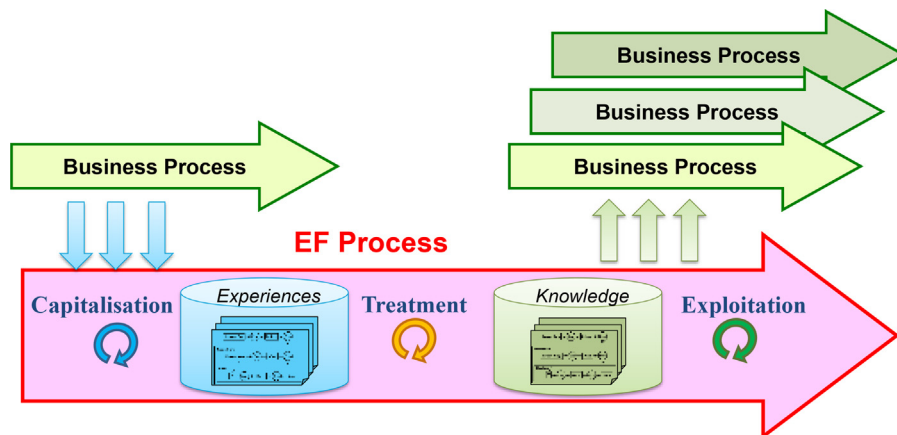 Business Process
Business Process
Business Process
Business Process
EF Process
Capitalisation
Experiences
Treatment
Knowledge
Exploitation